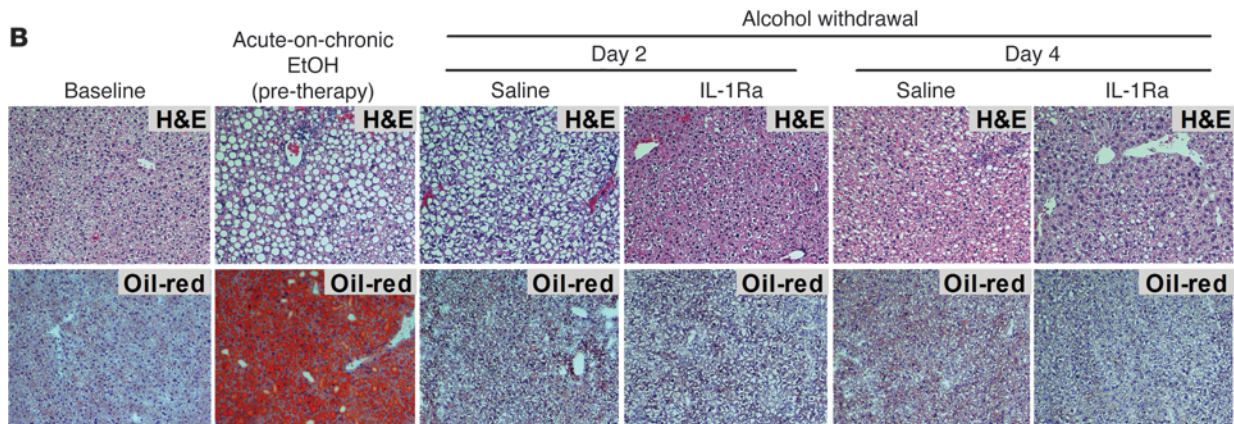 B
Alcohol withdrawal
Acute-on-chronic
EtOH
(pre-therapy)
Day 2
Day 4
Baseline
Saline
IL-1Ra
Saline
IL-1Ra
H&E
H&E
H&E
H&E
H&E
H&E
Oil-red
Oil-red
Oil-red
Oil-red
Oil-red
Oil-red